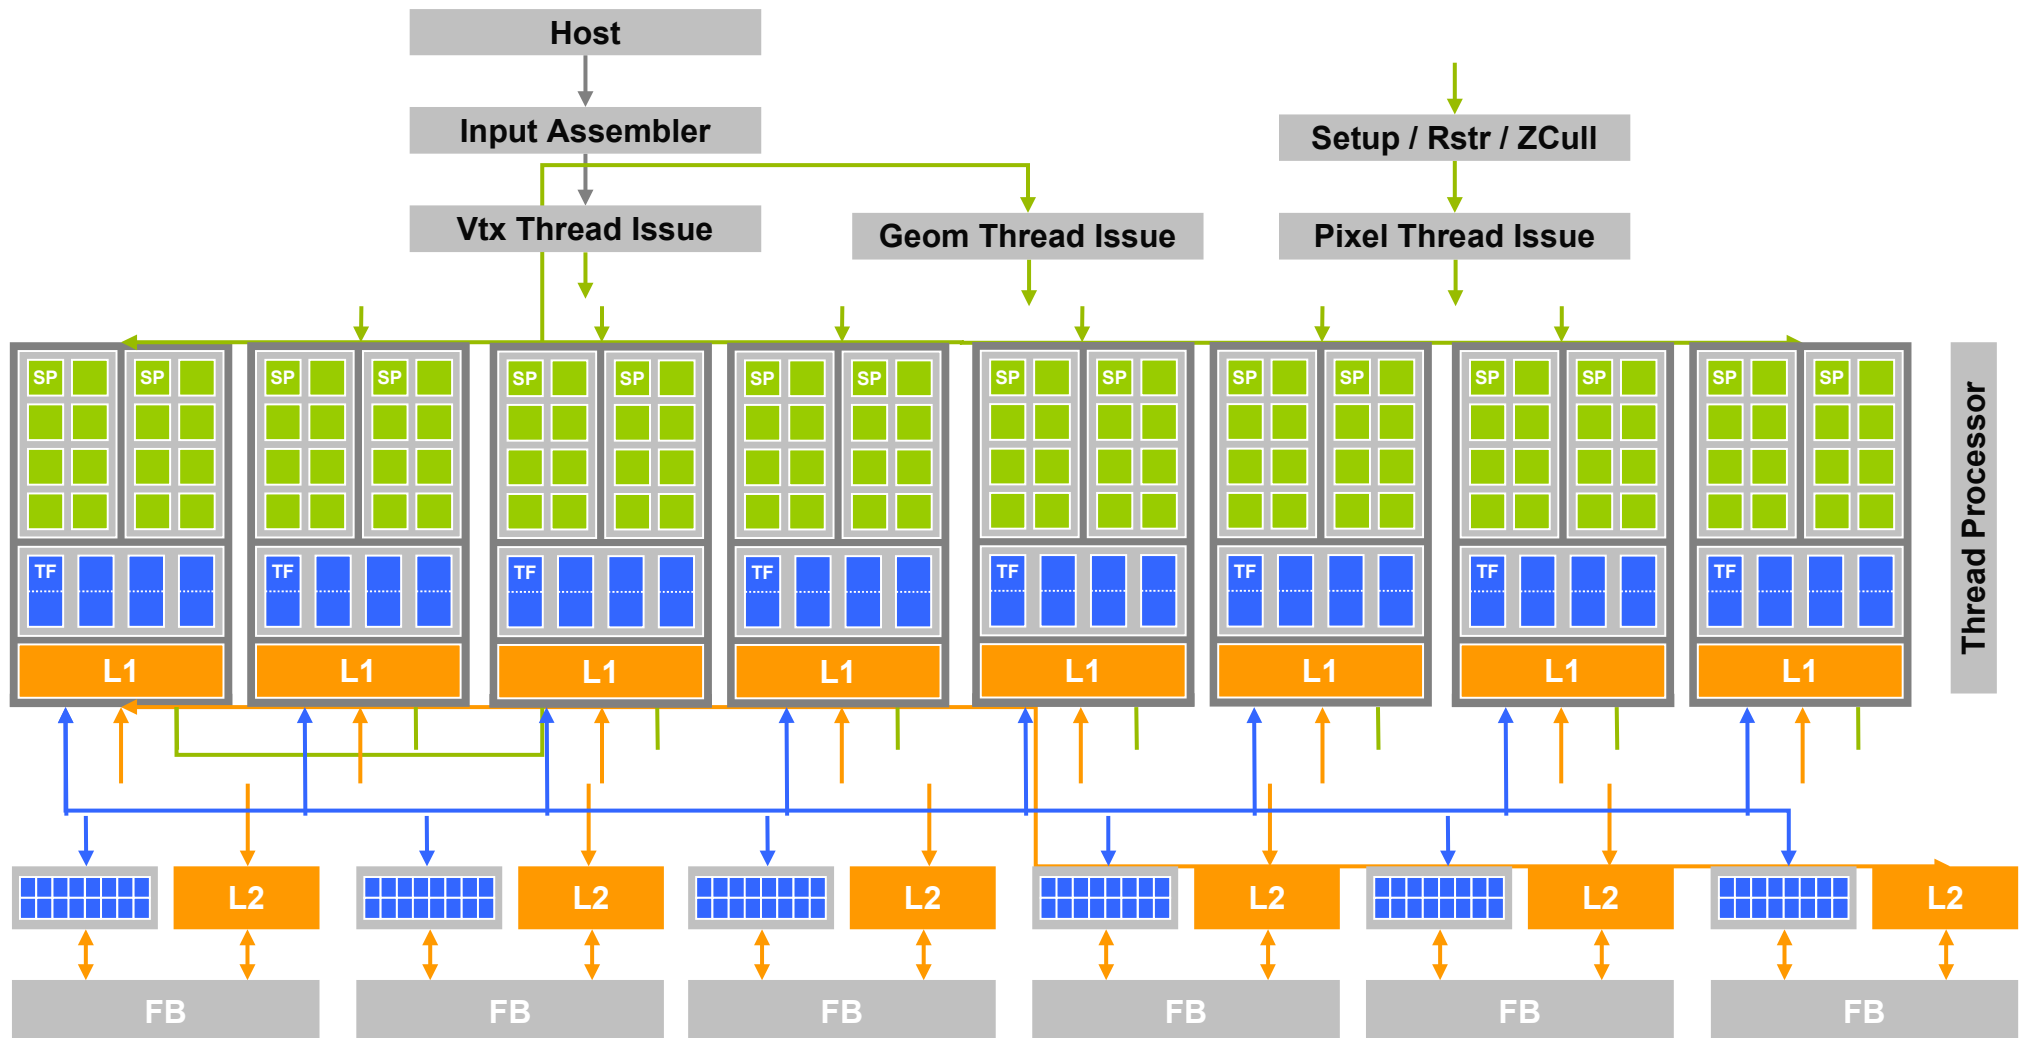 Host
Input Assembler
Setup / Rstr / ZCull
Vtx Thread Issue
Geom Thread Issue
Pixel Thread Issue
SP SP SP SP SP SP SP SP SP SP SP SP SP SP SP SP
Thread Processor
TF TF TF TF TF TF TF TF
L1 L1 L1 L1 L1 L1 L1 L1
L2 L2 L2 L2 L2 L2
FB FB FB FB FB FB